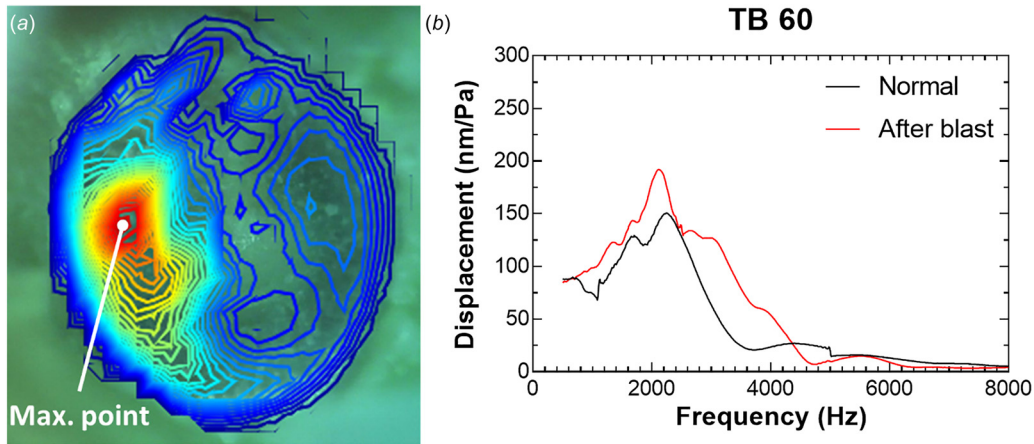 (a)
Max. point
(b)
TB 60
Displacement (nm/Pa)
300
250
200
150
100
50
0
Normal
After blast
0
2000
4000
6000
8000
Frequency (Hz)